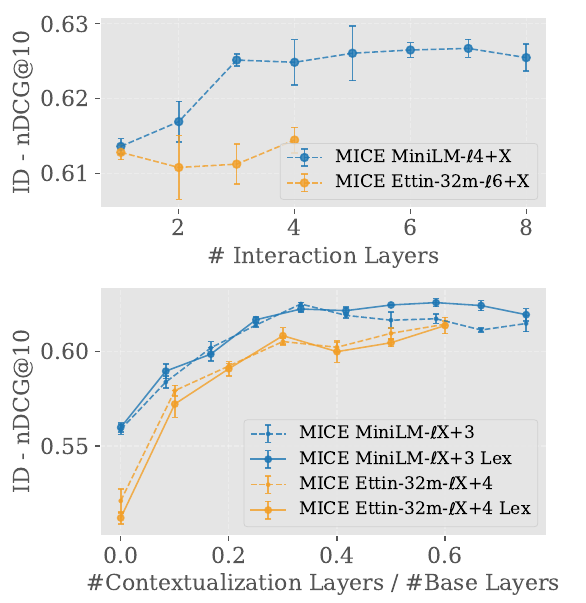 0.63
0.62
0.61
ID - nDCG@10
MICE MiniLM-ℓ4+X
MICE Ettin-32m-ℓ6+X
2 4 6 8
# Interaction Layers
0.60
0.55
ID - nDCG@10
MICE MiniLM-ℓX+3
MICE MiniLM-ℓX+3 Lex
MICE Ettin-32m-ℓX+4
MICE Ettin-32m-ℓX+4 Lex
0.0 0.2 0.4 0.6
#Contextualization Layers / #Base Layers